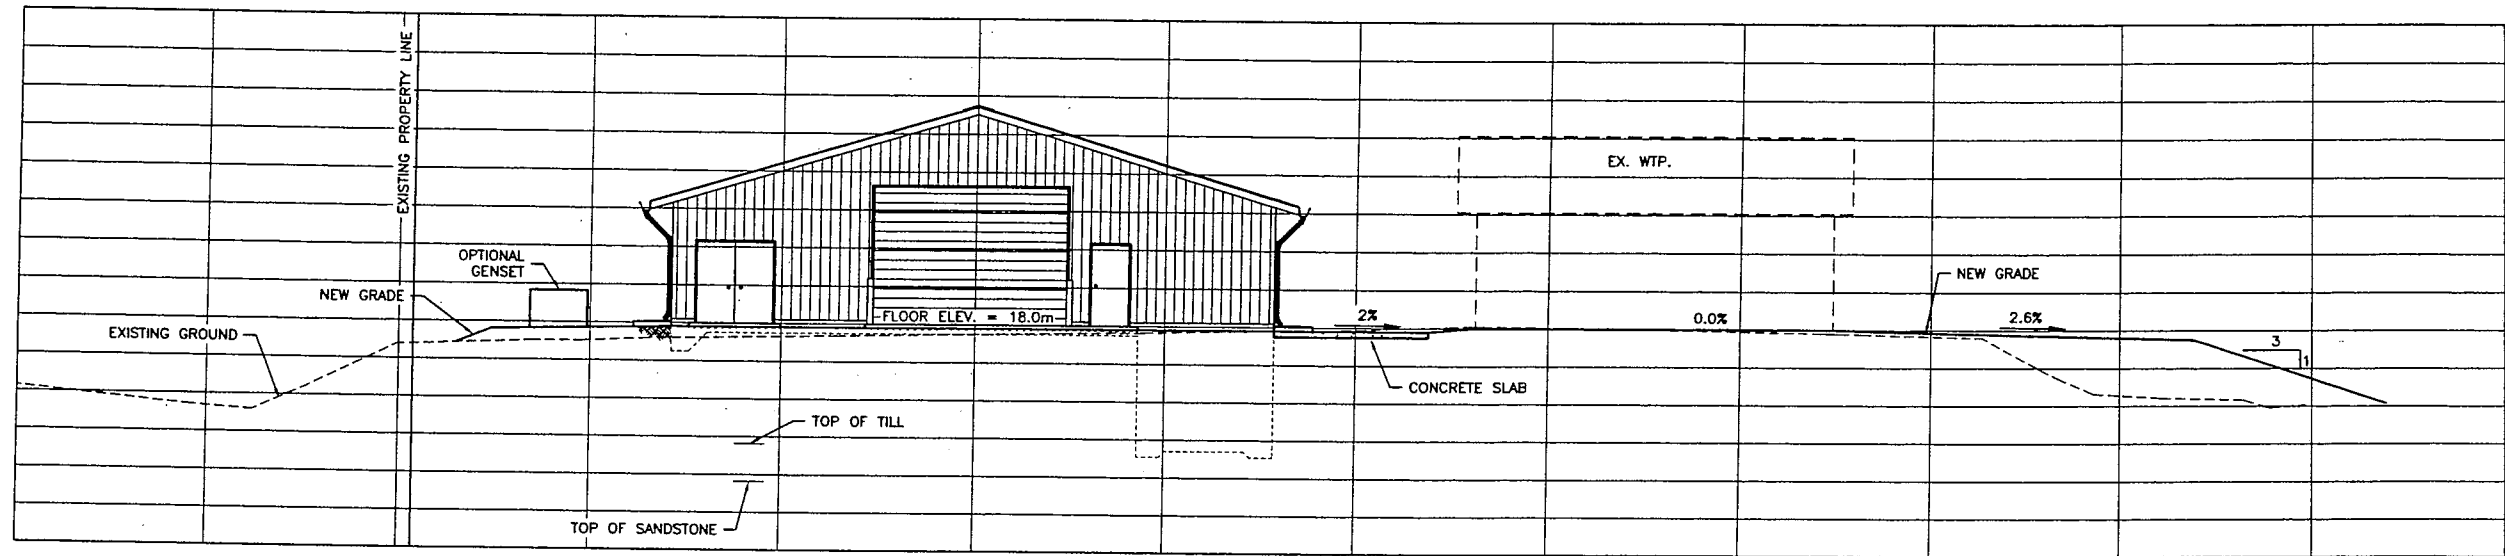 EXISTING PROPERTY LINE
EX. WTP.
OPTIONAL
GENSET
NEW GRADE
NEW GRADE
EXISTING GROUND
FLOOR ELEV. = 18.0m
2%
0.0%
2.6%
3
1
CONCRETE SLAB
TOP OF TILL
TOP OF SANDSTONE